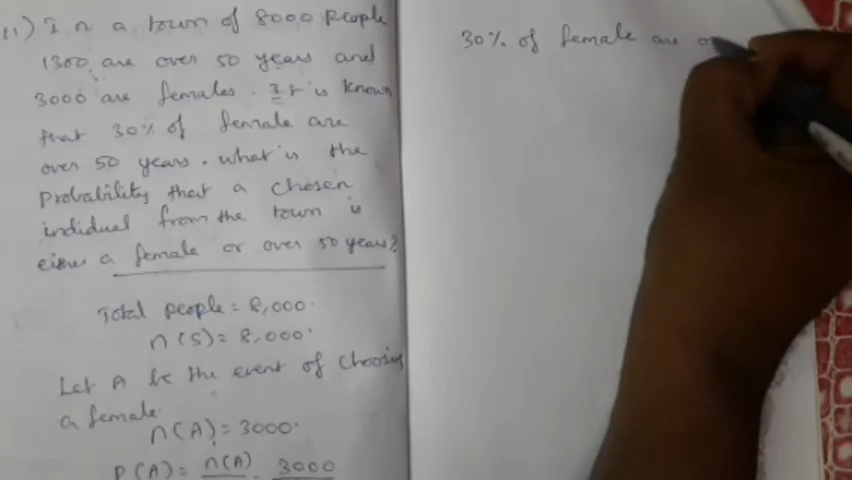 11) In a town of 8000 people
1300 are over 50 years and
3000 are females. It is known
that 30% of female are
over 50 years. what is the
Probability that a chosen
indidual from the town is
either a female or over 50 years?
Total people = 8,000.
n(S) = 8,000.
Let A be the event of choosing
a female.
n(A) = 3000.
P(A) = n(A) 3000
30% of female are